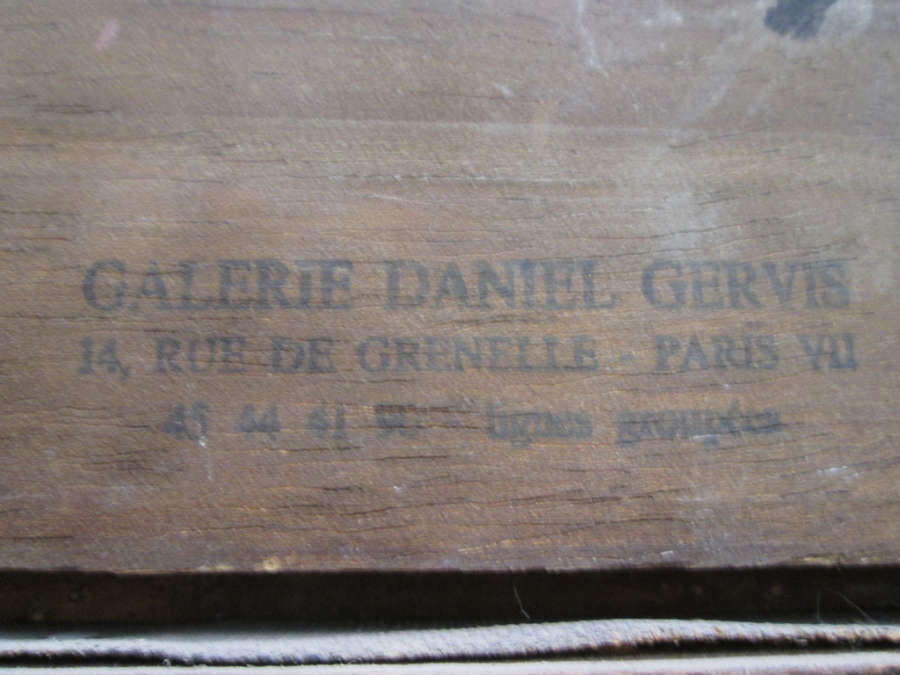 GALERIE DANIEL GERVIS
14, RUE DE GRENELLE - PARIS VII
45 44 41 90 lignes groupées